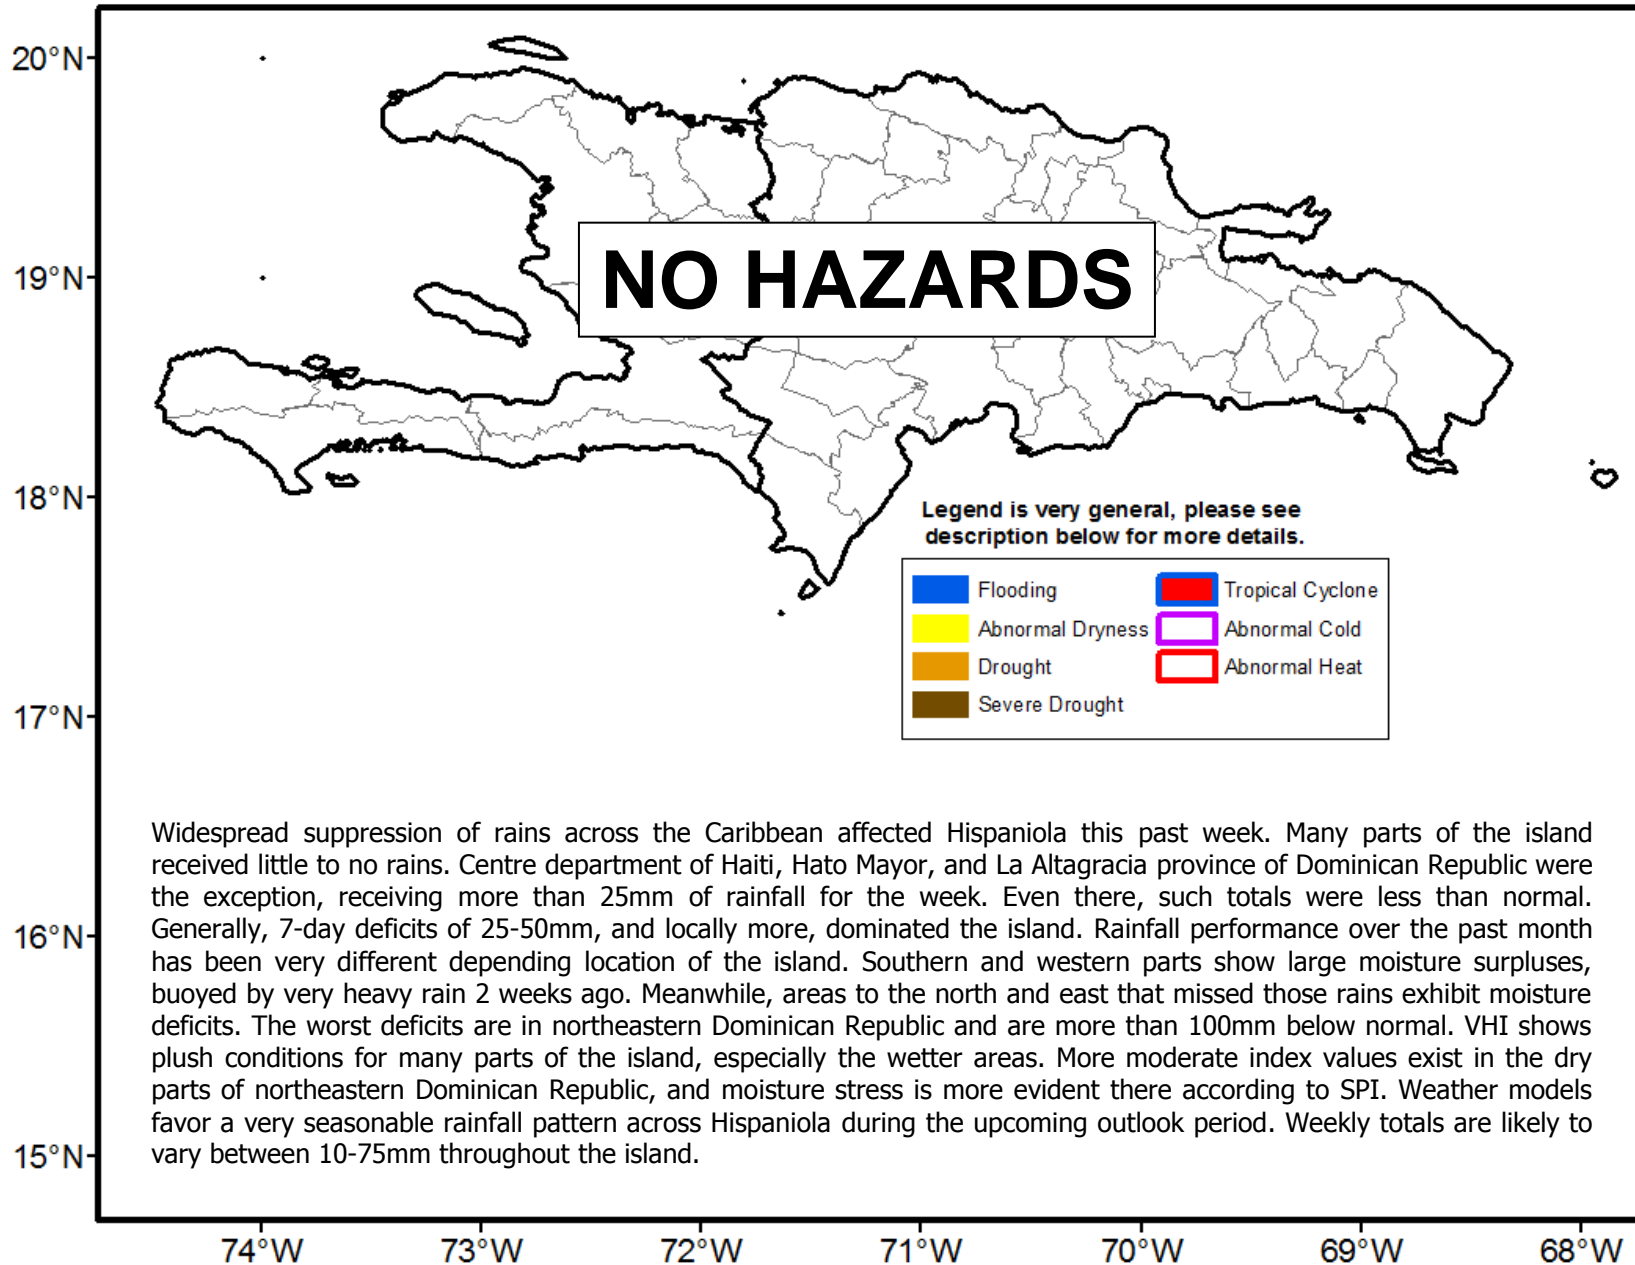 20°N
19°N
18°N
17°N
16°N
15°N
NO HAZARDS
Legend is very general, please see
description below for more details.
Flooding
Abnormal Dryness
Drought
Severe Drought
Tropical Cyclone
Abnormal Cold
Abnormal Heat
Widespread suppression of rains across the Caribbean affected Hispaniola this past week. Many parts of the island
received little to no rains. Centre department of Haiti, Hato Mayor, and La Altagracia province of Dominican Republic were
the exception, receiving more than 25mm of rainfall for the week. Even there, such totals were less than normal.
Generally, 7-day deficits of 25-50mm, and locally more, dominated the island. Rainfall performance over the past month
has been very different depending location of the island. Southern and western parts show large moisture surpluses,
buoyed by very heavy rain 2 weeks ago. Meanwhile, areas to the north and east that missed those rains exhibit moisture
deficits. The worst deficits are in northeastern Dominican Republic and are more than 100mm below normal. VHI shows
plush conditions for many parts of the island, especially the wetter areas. More moderate index values exist in the dry
parts of northeastern Dominican Republic, and moisture stress is more evident there according to SPI. Weather models
favor a very seasonable rainfall pattern across Hispaniola during the upcoming outlook period. Weekly totals are likely to
vary between 10-75mm throughout the island.
74°W 73°W 72°W 71°W 70°W 69°W 68°W